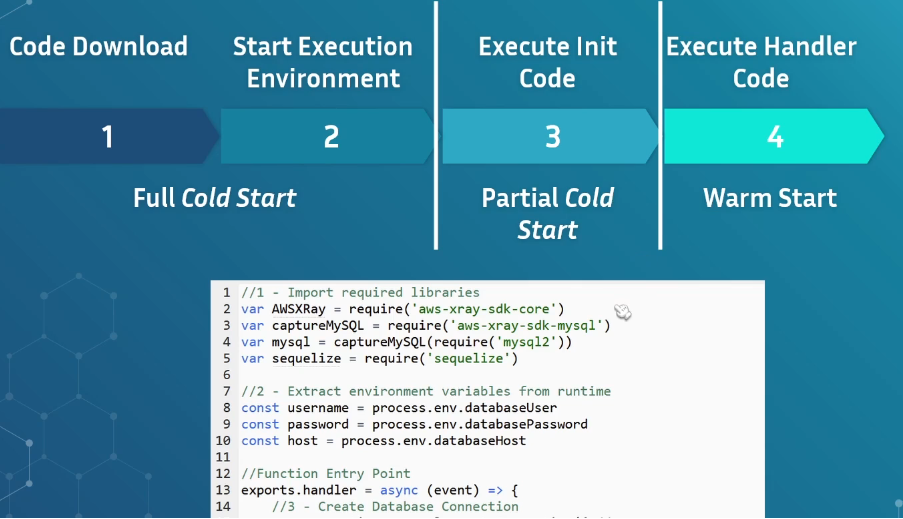 Code Download
Start Execution
Environment
Execute Init
Code
Execute Handler
Code
1
2
3
4
Full Cold Start
Partial Cold
Start
Warm Start
1 //1 - Import required libraries
2 var AWSXRay = require('aws-xray-sdk-core')
3 var captureMySQL = require('aws-xray-sdk-mysql')
4 var mysql = captureMySQL(require('mysql2'))
5 var sequelize = require('sequelize')
6
7 //2 - Extract environment variables from runtime
8 const username = process.env.databaseUser
9 const password = process.env.databasePassword
10 const host = process.env.databaseHost
11
12 //Function Entry Point
13 exports.handler = async (event) => {
14     //3 - Create Database Connection